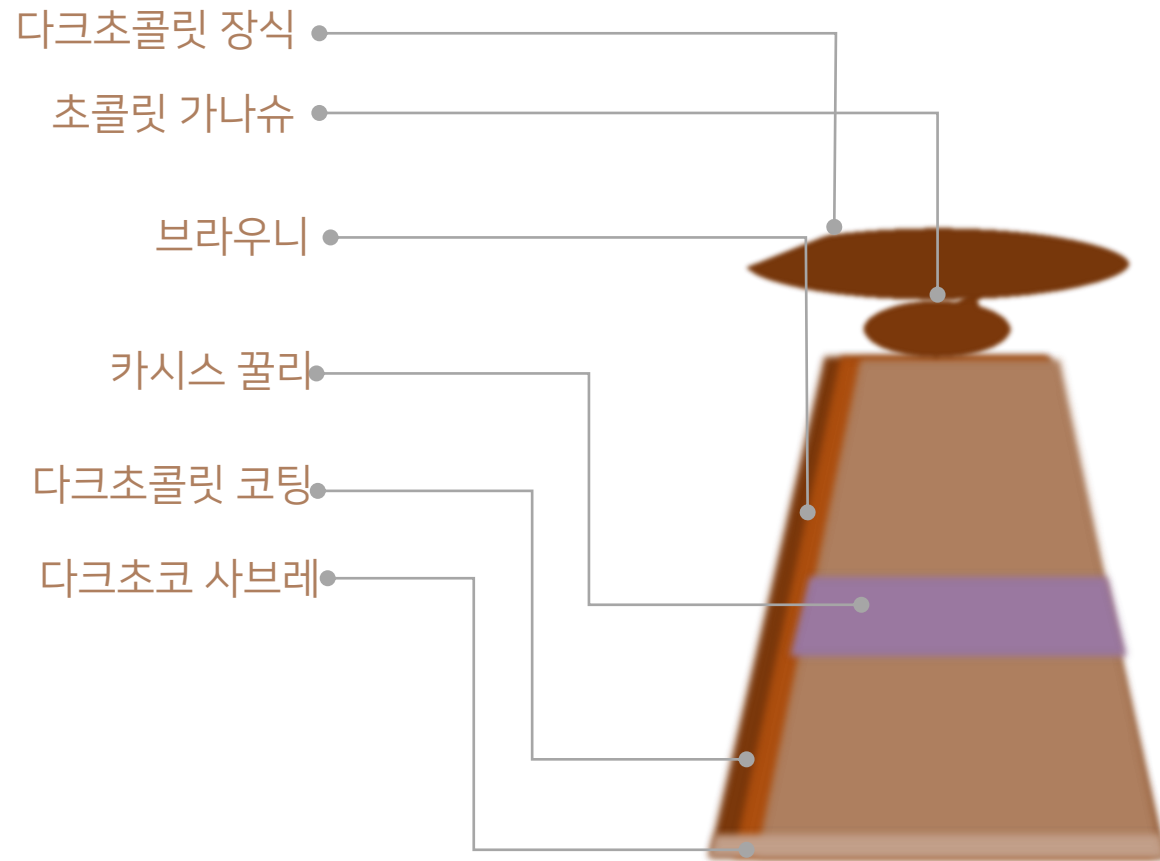 다크초콜릿 장식
초콜릿 가나슈
브라우니
카시스 꿀리
다크초콜릿 코팅
다크초코 사브레